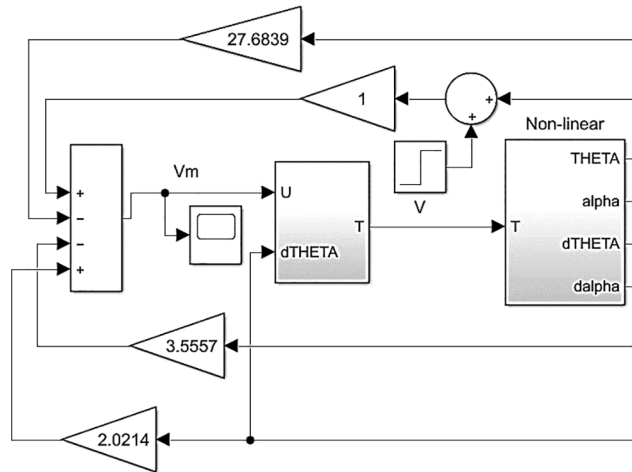 27.6839
1
+
+
Non-linear
THETA
Vm
+
−
−
+
U
T
dTHETA
V
T
alpha
dTHETA
dalpha
3.5557
2.0214